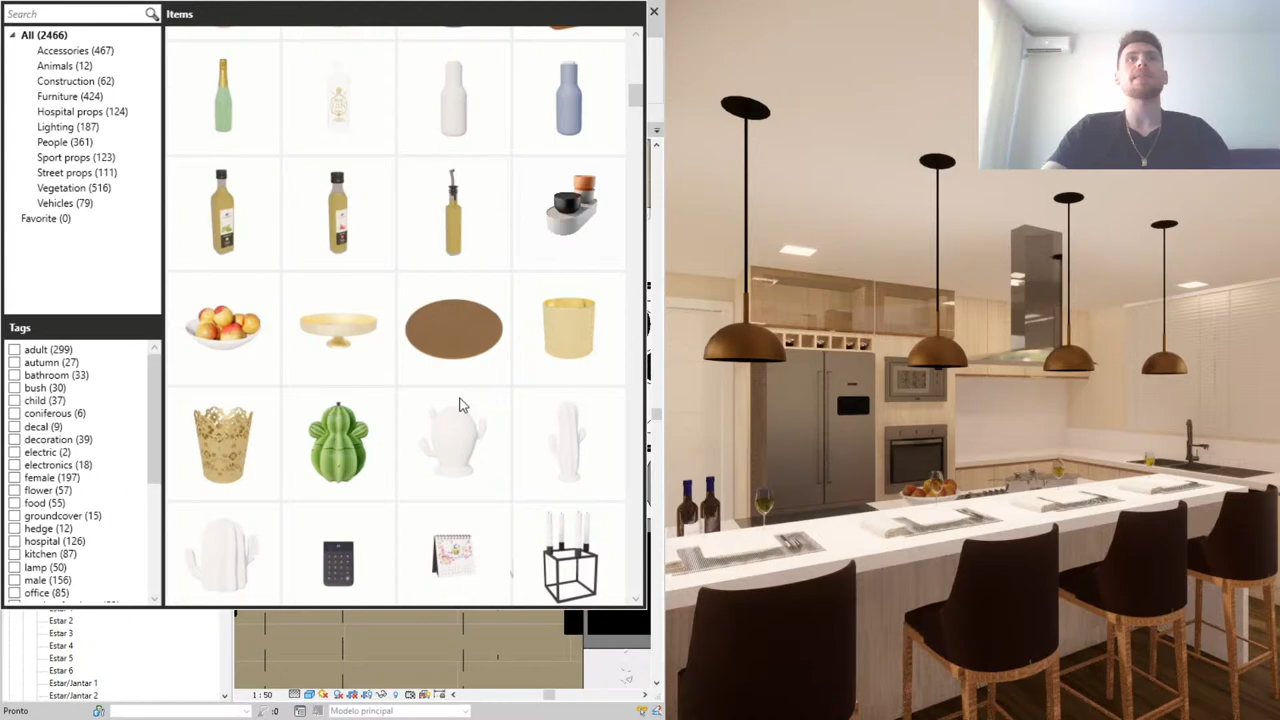 Search
Items
All (2466)
Accessories (467)
Animals (12)
Construction (62)
Furniture (424)
Hospital props (124)
Lighting (187)
People (361)
Sport props (123)
Street props (111)
Vegetation (516)
Vehicles (79)
Favorite (0)
Tags
adult (299)
autumn (27)
bathroom (33)
bush (30)
child (37)
coniferous (6)
decal (9)
decoration (39)
electric (2)
electronics (18)
female (197)
flower (57)
food (55)
groundcover (15)
hedge (12)
hospital (126)
kitchen (87)
lamp (50)
male (156)
office (85)
Estar 2
Estar 3
Estar 4
Estar 5
Estar 6
Estar/Jantar 1
Estar/Jantar 2
1 : 50
Pronto
:0
Modelo principal